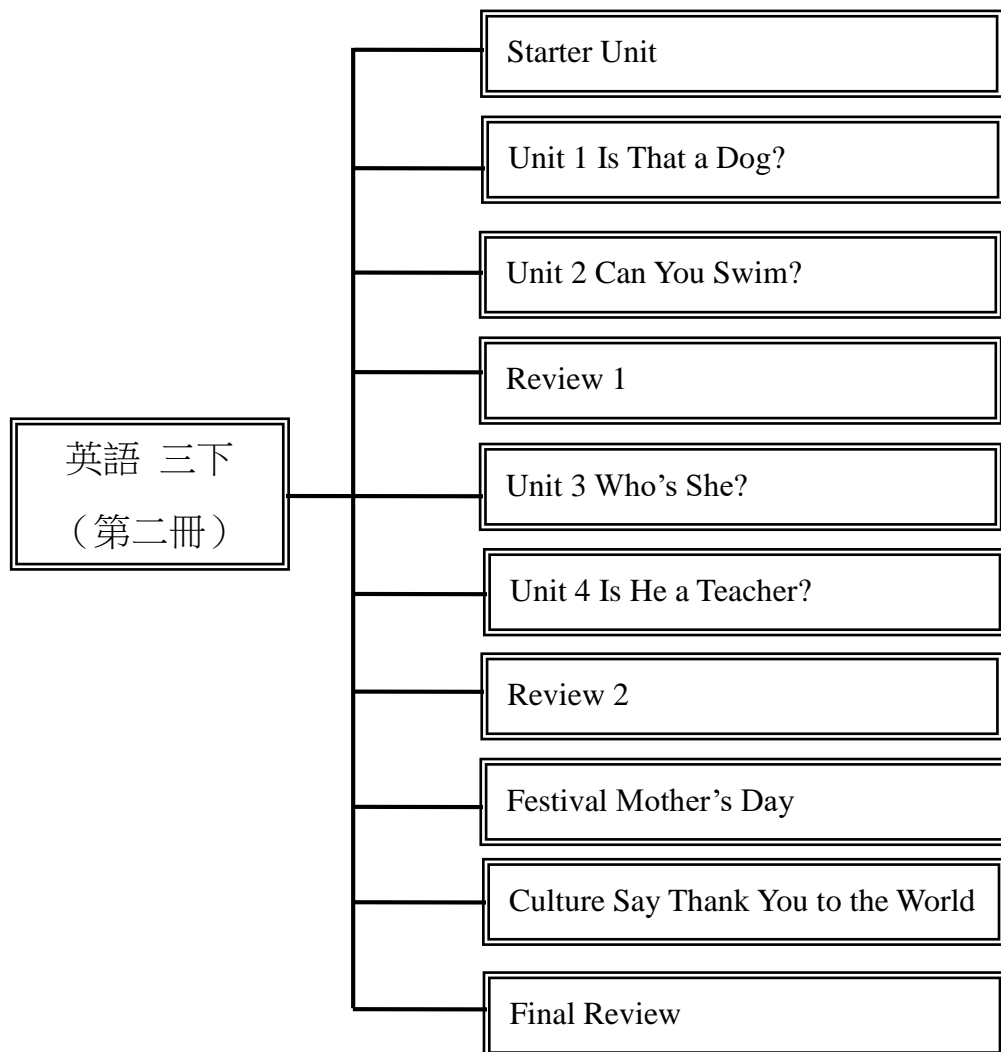 英語 三下
（第二冊）
Starter Unit
Unit 1 Is That a Dog?
Unit 2 Can You Swim?
Review 1
Unit 3 Who’s She?
Unit 4 Is He a Teacher?
Review 2
Festival Mother’s Day
Culture Say Thank You to the World
Final Review